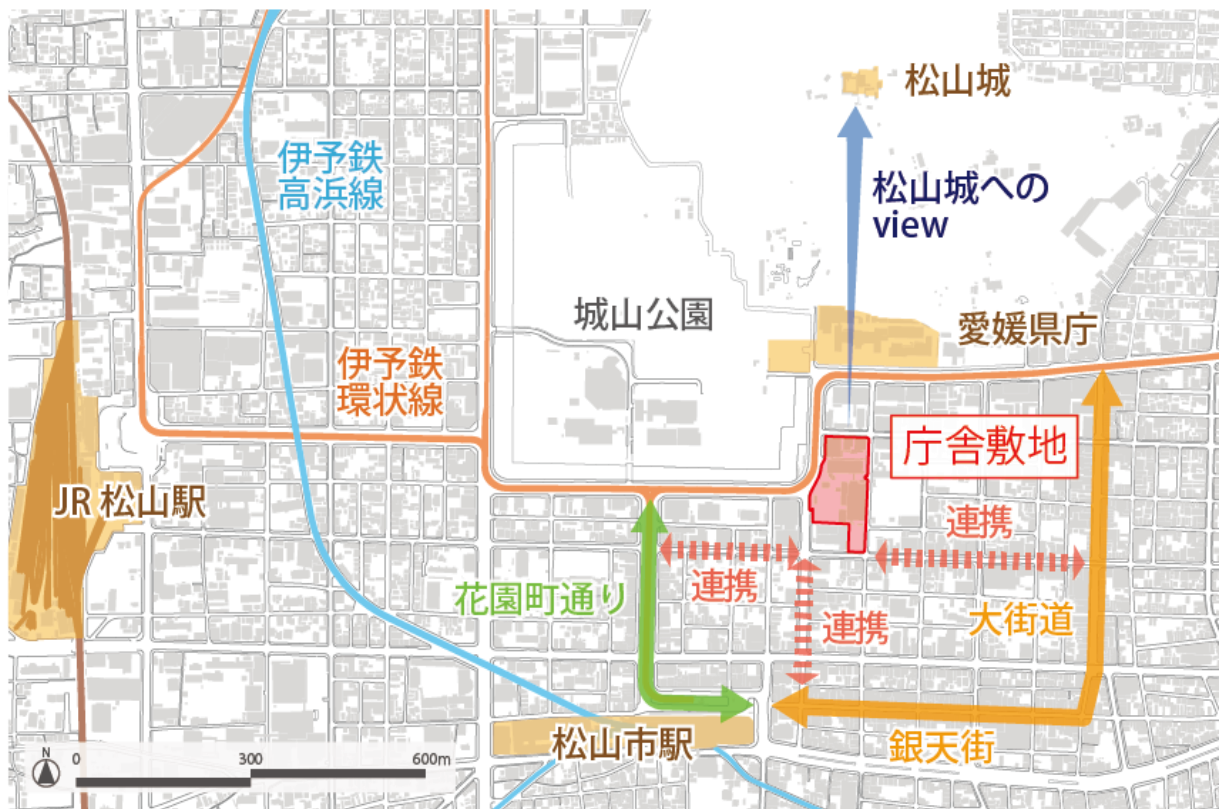 松山城
伊予鉄
高浜線
松山城への
view
城山公園
愛媛県庁
伊予鉄
環状線
庁舎敷地
JR 松山駅
連携
連携
花園町通り
連携
大街道
松山市駅
銀天街
N
0
300
600m